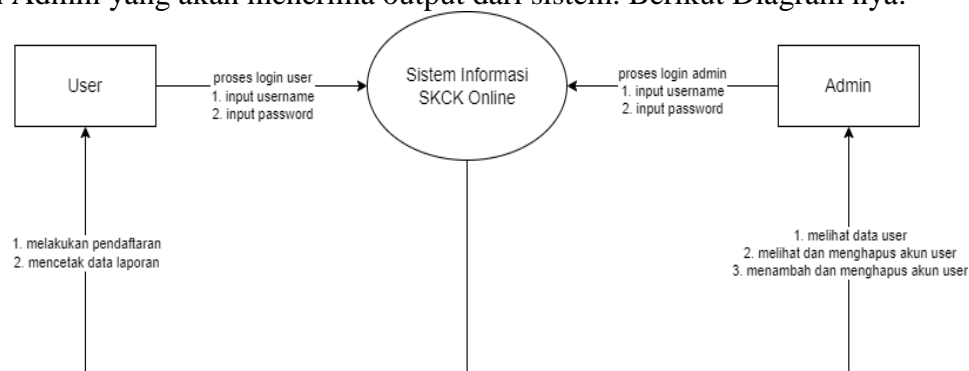 Admin yang akan menerima output dari sistem. Berikut Diagram nya:
User
proses login user
1. input username
2. input password
Sistem Informasi
SKCK Online
proses login admin
1. input username
2. input password
Admin
1. melakukan pendaftaran
2. mencetak data laporan
1. melihat data user
2. melihat dan menghapus akun user
3. menambah dan menghapus akun user